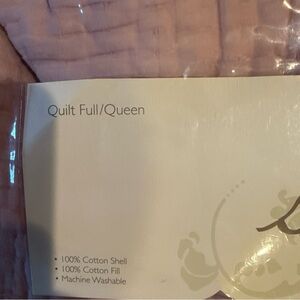 Quilt Full/Queen
• 100% Cotton Shell
• 100% Cotton Fill
• Machine Washable